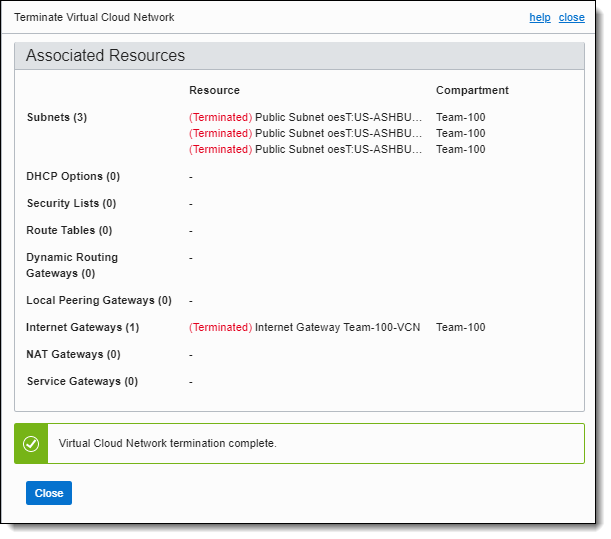 Terminate Virtual Cloud Network help close
Associated Resources
Resource Compartment
Subnets (3) (Terminated) Public Subnet oesT:US-ASHBU... Team-100
(Terminated) Public Subnet oesT:US-ASHBU... Team-100
(Terminated) Public Subnet oesT:US-ASHBU... Team-100
DHCP Options (0) -
Security Lists (0) -
Route Tables (0) -
Dynamic Routing -
Gateways (0)
Local Peering Gateways (0) -
Internet Gateways (1) (Terminated) Internet Gateway Team-100-VCN Team-100
NAT Gateways (0) -
Service Gateways (0) -
Virtual Cloud Network termination complete.
Close